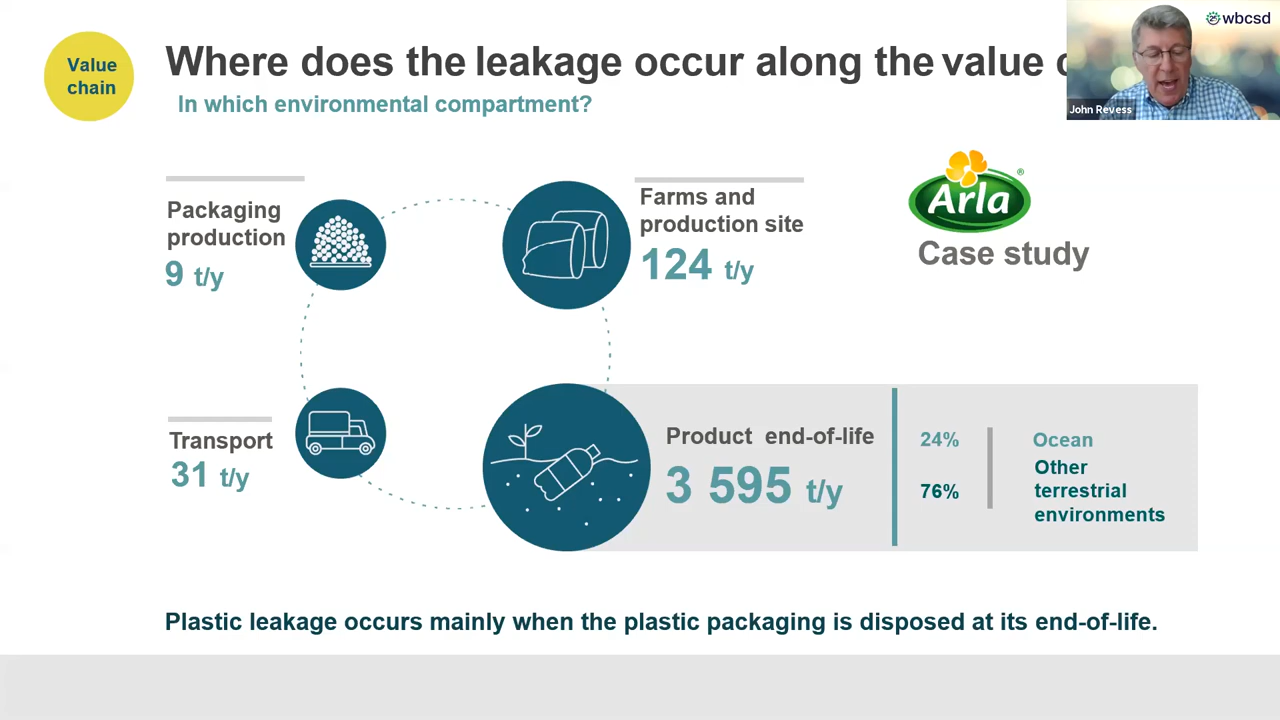 Value
chain
Where does the leakage occur along the value
In which environmental compartment?
wbcsd
John Revess
Packaging
production
9 t/y
Farms and
production site
124 t/y
Arla®
Case study
Transport
31 t/y
Product end-of-life
3 595 t/y
24%
Ocean
76%
Other
terrestrial
environments
Plastic leakage occurs mainly when the plastic packaging is disposed at its end-of-life.